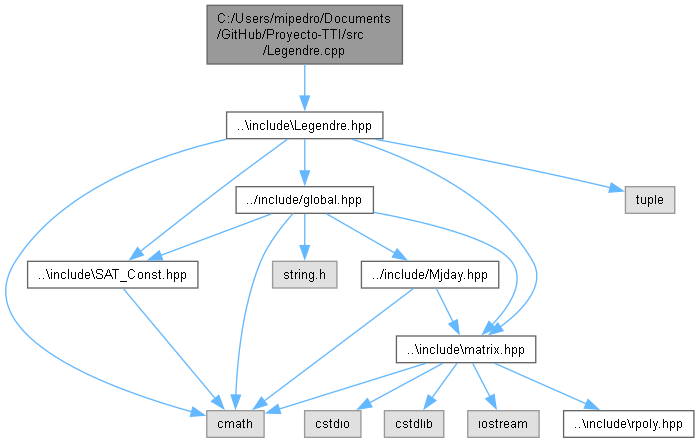 C:/Users/mipedro/Documents
/GitHub/Proyecto-TTI/src
/Legendre.cpp
..\include\Legendre.hpp
../include/global.hpp
tuple
..\include\SAT_Const.hpp
string.h
../include/Mjday.hpp
..\include\matrix.hpp
cmath
cstdio
cstdlib
iostream
..\include\rpoly.hpp